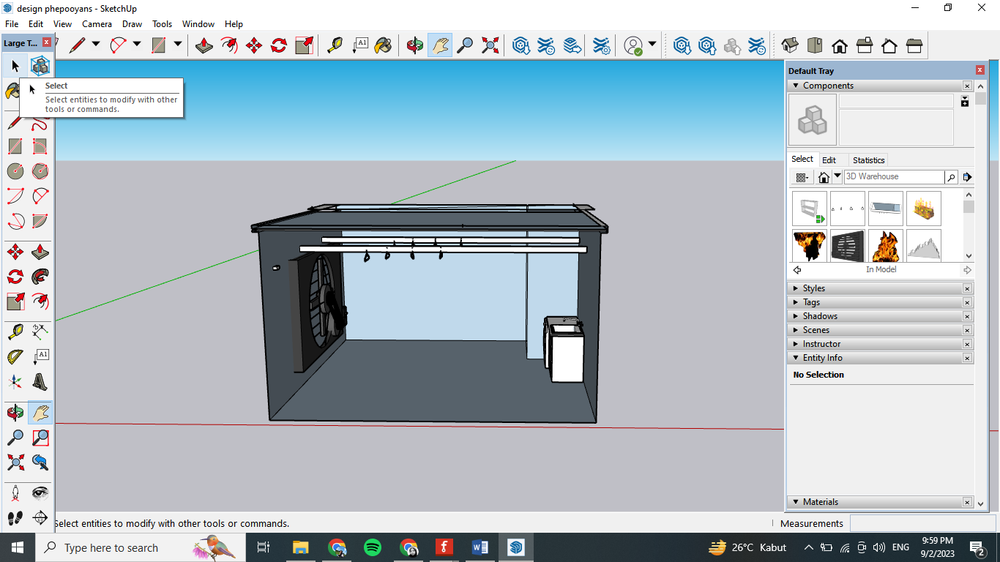 design phepooyans - SketchUp
File Edit View Camera Draw Tools Window Help
Large T...
A1
Select
Select entities to modify with other
tools or commands.
A1
Default Tray
Components
Select Edit Statistics
3D Warehouse
In Model
Styles
Tags
Shadows
Scenes
Instructor
Entity Info
No Selection
Materials
Select entities to modify with other tools or commands.
Measurements
Type here to search
26°C Kabut
ENG
9:59 PM
9/2/2023
2